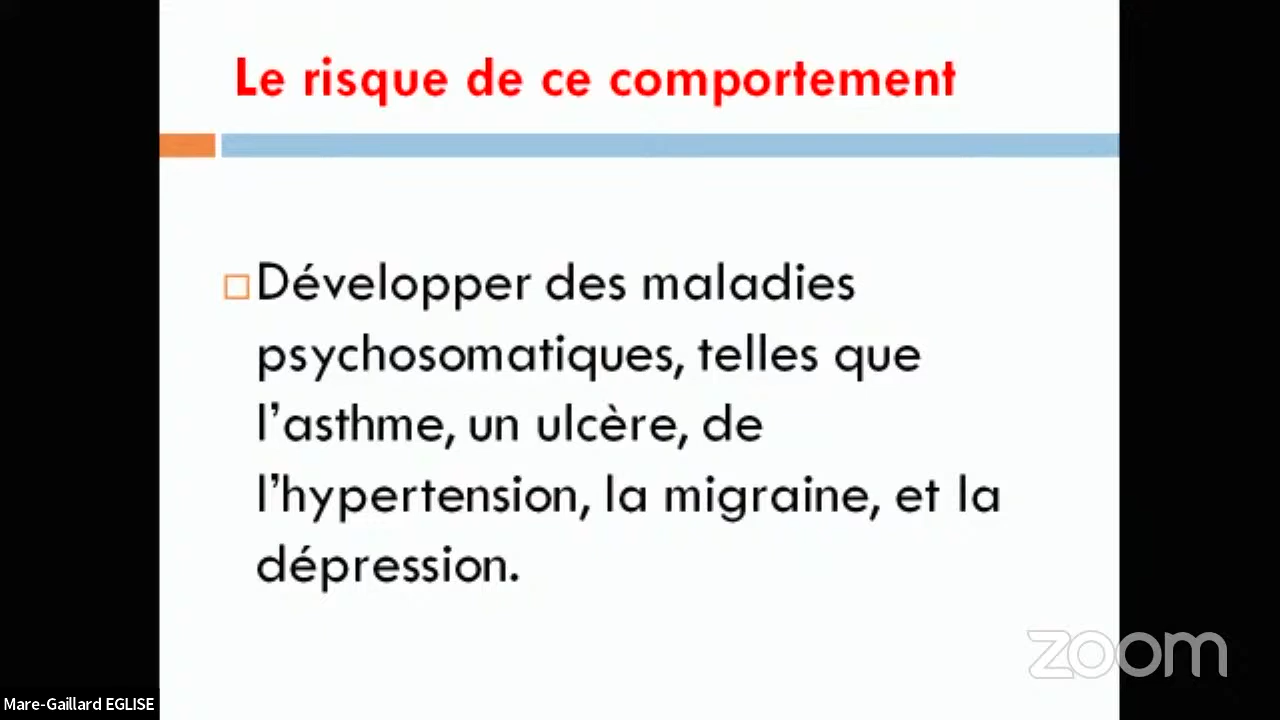 Le risque de ce comportement
Développer des maladies
psychosomatiques, telles que
l’asthme, un ulcère, de
l’hypertension, la migraine, et la
dépression.
zoom
Mare-Gaillard EGLISE